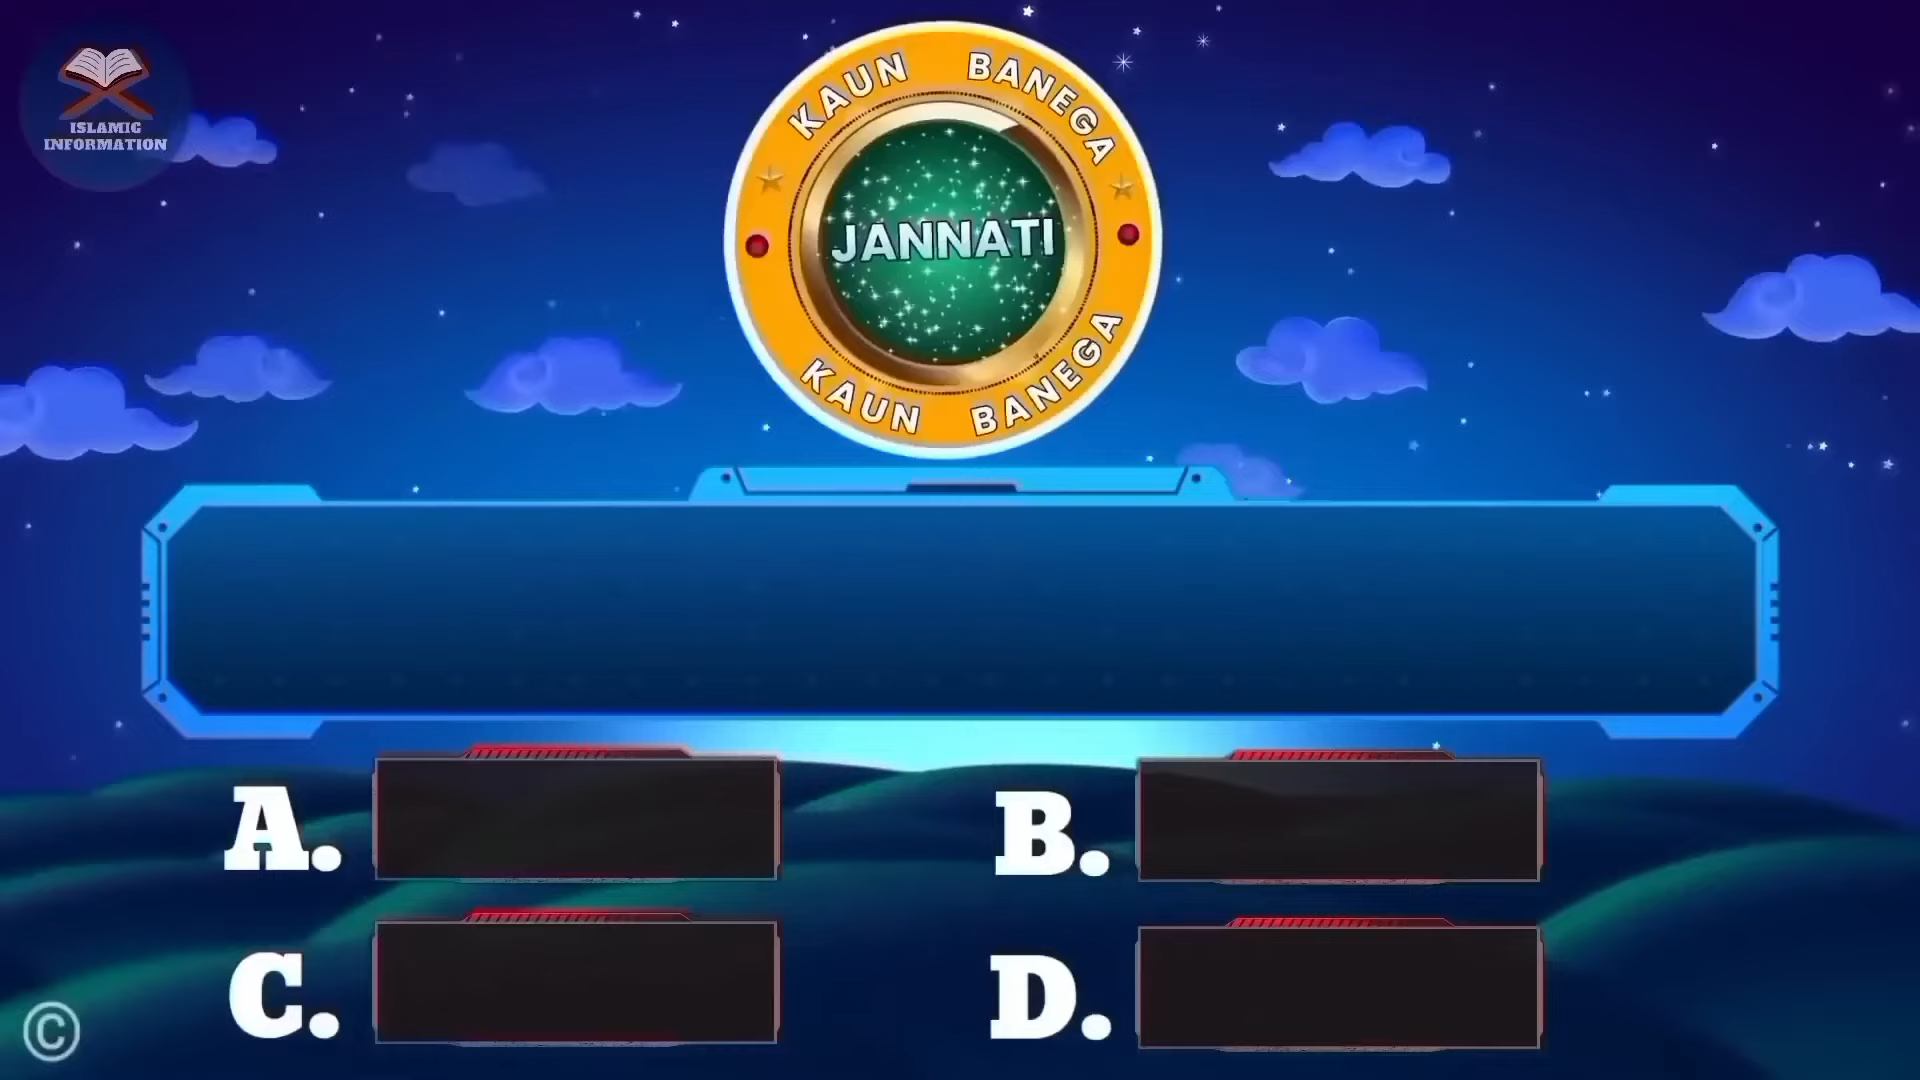 ISLAMIC
INFORMATION
KAUN BANEGA
JANNATI
KAUN BANEGA
A.
B.
C.
D.
©